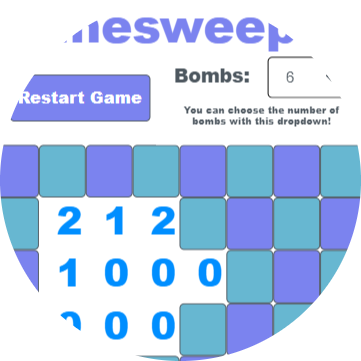 Bombs: 6
Restart Game
You can choose the number of
bombs with this dropdown!
2 1 2
1 0 0 0
0 0